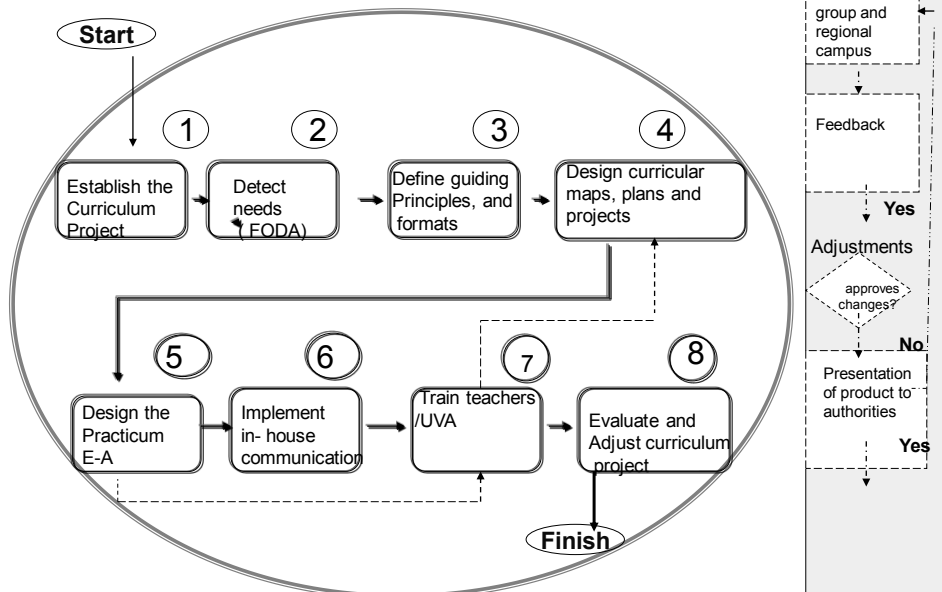 Start
1
2
3
4
Establish the
Curriculum
Project
Detect
needs
( FODA)
Define guiding
Principles, and
formats
Design curricular
maps, plans and
projects
5
6
7
8
Design the
Practicum
E-A
Implement
in- house
communication
Train teachers
/UVA
Evaluate and
Adjust curriculum
project
Finish
group and
regional
campus
Feedback
Yes
Adjustments
approves
changes?
No
Presentation
of product to
authorities
Yes